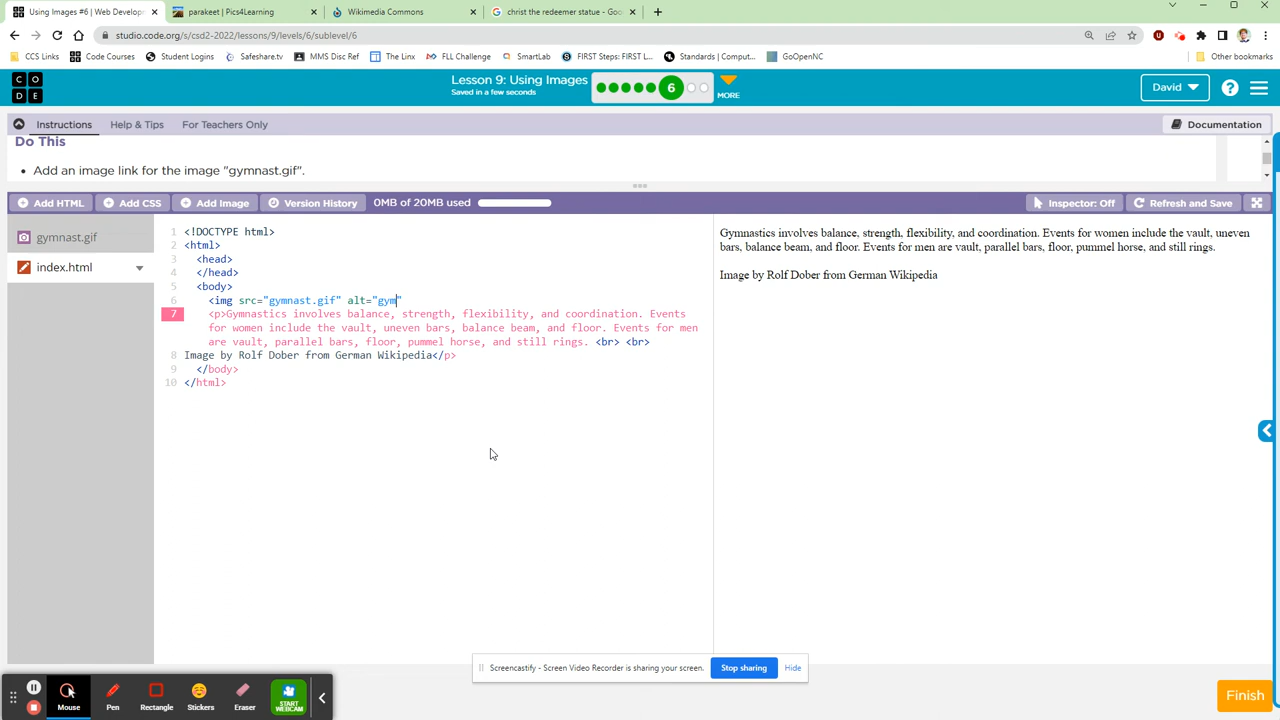 Using Images #6 | Web Develop
parakeet | Pics4Learning
Wikimedia Commons
christ the redeemer statue - Goo
studio.code.org/s/csd2-2022/lessons/9/levels/6/sublevel/6
CCS Links
Code Courses
Student Logins
Safeshare.tv
MMS Disc Ref
The Linx
FLL Challenge
SmartLab
FIRST Steps: FIRST L...
Standards | Comput...
GoOpenNC
Other bookmarks
CODE
Lesson 9: Using Images
Saved in a few seconds
6
MORE
David
Instructions
Help & Tips
For Teachers Only
Documentation
Do This
• Add an image link for the image "gymnast.gif".
Add HTML
Add CSS
Add Image
Version History
0MB of 20MB used
Inspector: Off
Refresh and Save
gymnast.gif
index.html
1 <!DOCTYPE html>
2 <html>
3 <head>
4 </head>
5 <body>
6 <img src="gymnast.gif" alt="gym"
7 <p>Gymnastics involves balance, strength, flexibility, and coordination. Events
for women include the vault, uneven bars, balance beam, and floor. Events for men
are vault, parallel bars, floor, pummel horse, and still rings. <br> <br>
8 Image by Rolf Dober from German Wikipedia</p>
9 </body>
10 </html>
Gymnastics involves balance, strength, flexibility, and coordination. Events for women include the vault, uneven
bars, balance beam, and floor. Events for men are vault, parallel bars, floor, pummel horse, and still rings.
Image by Rolf Dober from German Wikipedia
Screencastify - Screen Video Recorder is sharing your screen.
Stop sharing
Hide
Mouse
Pen
Rectangle
Stickers
Eraser
START WEBCAM
Finish